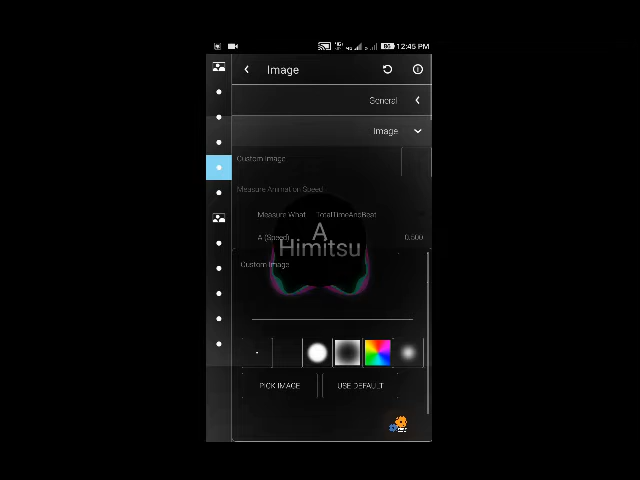 12:45 PM
Image
General
Image
Custom Image
Measure Animation Speed
Measure What TotalTimeAndBeat
A (Speed) 0.500
A
Himitsu
Custom Image
PICK IMAGE USE DEFAULT